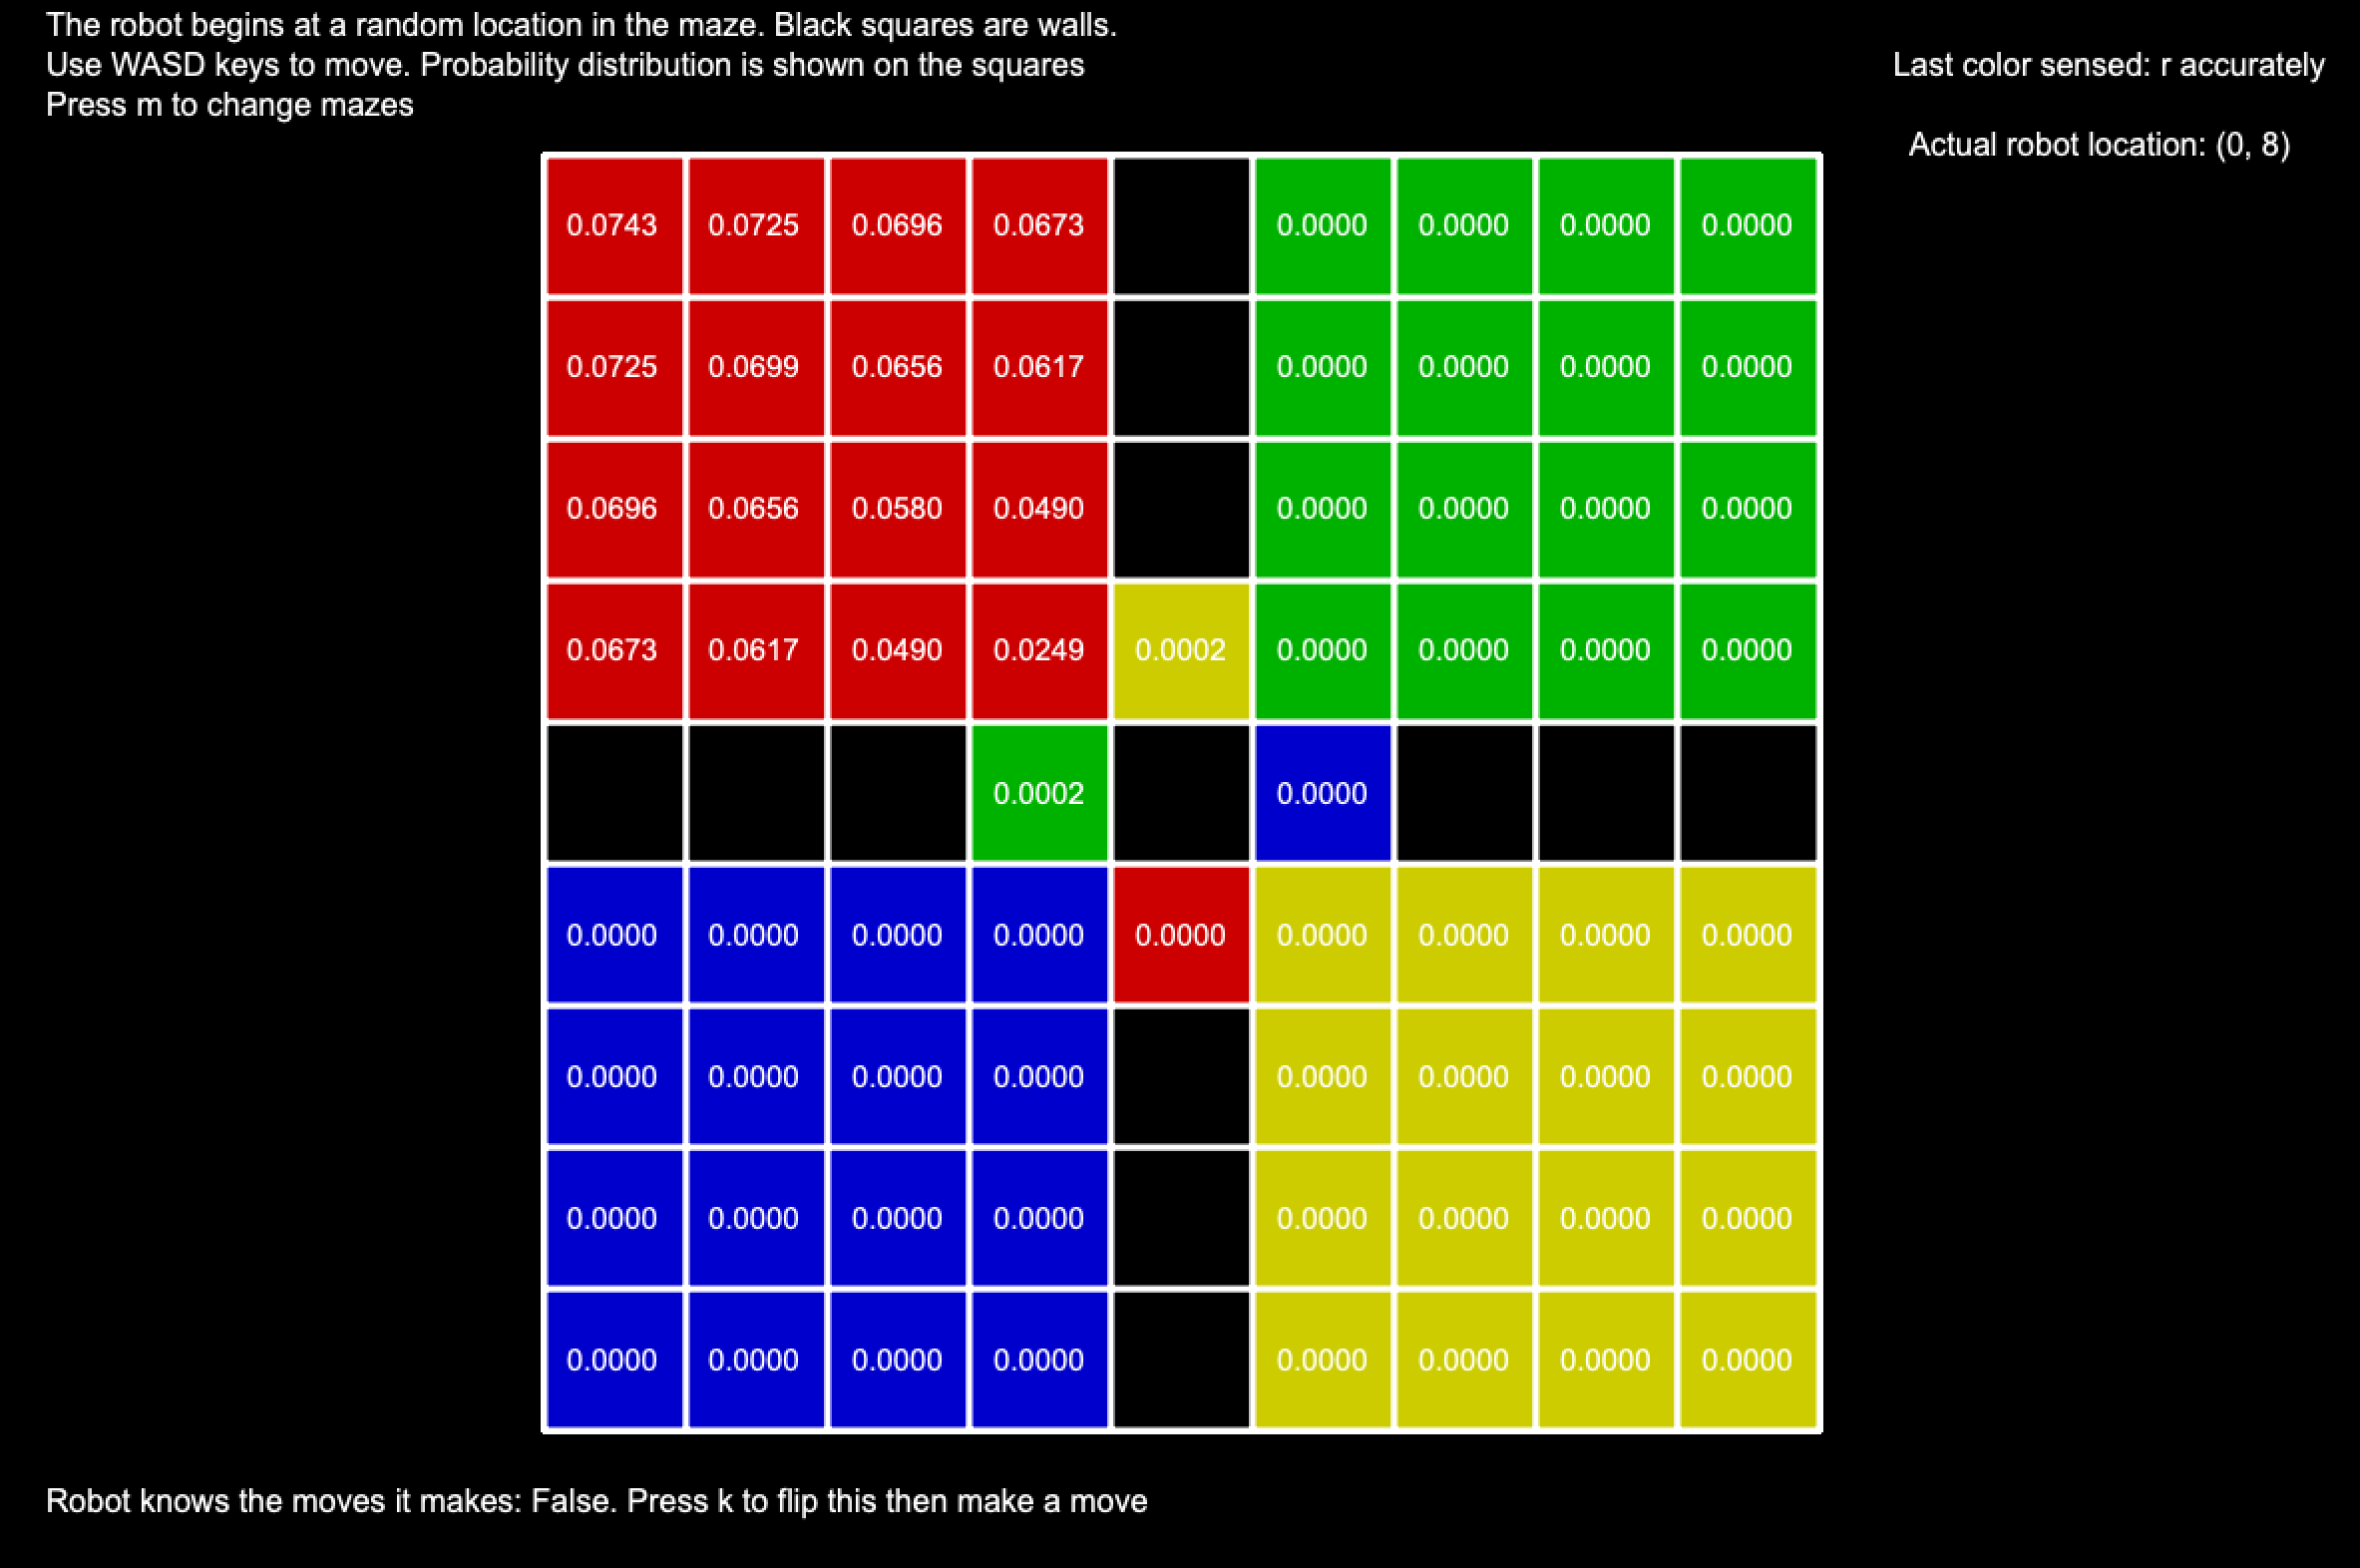 The robot begins at a random location in the maze. Black squares are walls.
Use WASD keys to move. Probability distribution is shown on the squares
Press m to change mazes
Last color sensed: r accurately
Actual robot location: (0, 8)
0.0743 0.0725 0.0696 0.0673 0.0000 0.0000 0.0000 0.0000
0.0725 0.0699 0.0656 0.0617 0.0000 0.0000 0.0000 0.0000
0.0696 0.0656 0.0580 0.0490 0.0000 0.0000 0.0000 0.0000
0.0673 0.0617 0.0490 0.0249 0.0002 0.0000 0.0000 0.0000 0.0000
0.0002 0.0000
0.0000 0.0000 0.0000 0.0000 0.0000 0.0000 0.0000 0.0000 0.0000
0.0000 0.0000 0.0000 0.0000 0.0000 0.0000 0.0000 0.0000
0.0000 0.0000 0.0000 0.0000 0.0000 0.0000 0.0000 0.0000
0.0000 0.0000 0.0000 0.0000 0.0000 0.0000 0.0000 0.0000
Robot knows the moves it makes: False. Press k to flip this then make a move